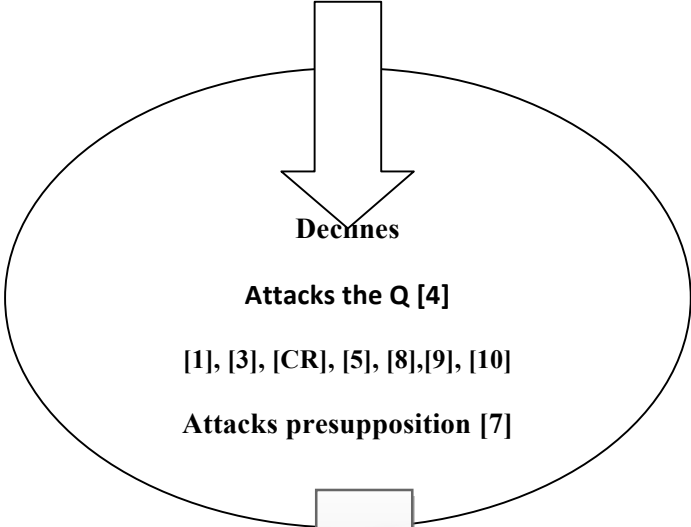 Declines
Attacks the Q [4]
[1], [3], [CR], [5], [8],[9], [10]
Attacks presupposition [7]